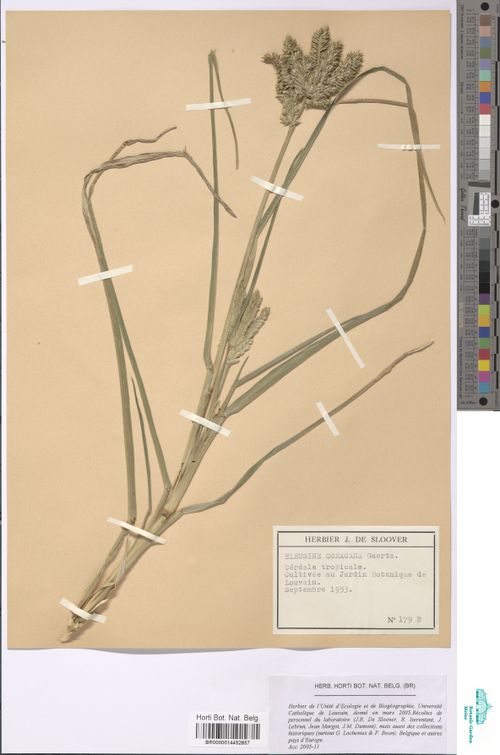 HERBIER J. DE SLOOVER
ELEUSINE CORACANA Gaertn.
Céréale tropicale.
Cultivée au Jardin Botanique de
Louvain.
Septembre 1953.
N° 179 B
HERB. HORTI BOT. NAT. BELG. (BR)
Herbier de l'Unité d'Ecologie et de Biogéographie, Université
Catholique de Louvain, donné en mars 2005. Récoltes de
personnel du laboratoire (J.R. De Sloover, R. Iserentant, J.
Lebrun, Jean Margot, J.M. Dumont), mais aussi des collections
historiques (surtout G. Lochenies & F. Boon). Belgique et autres
pays d'Europe
Acc. 2005-11
Horti Bot. Nat. Belg.
BR0000014452857
Botanic Garden
Meise